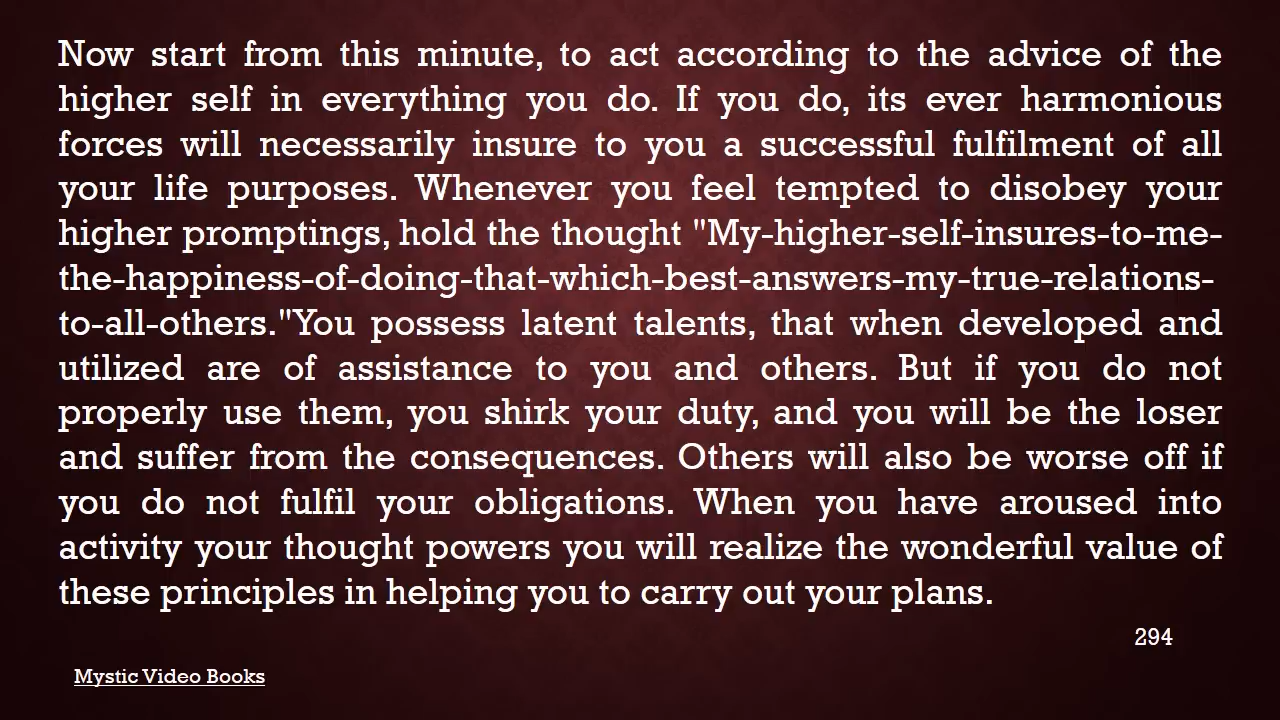 Now start from this minute, to act according to the advice of the
higher self in everything you do. If you do, its ever harmonious
forces will necessarily insure to you a successful fulfilment of all
your life purposes. Whenever you feel tempted to disobey your
higher promptings, hold the thought "My-higher-self-insures-to-me-
the-happiness-of-doing-that-which-best-answers-my-true-relations-
to-all-others."You possess latent talents, that when developed and
utilized are of assistance to you and others. But if you do not
properly use them, you shirk your duty, and you will be the loser
and suffer from the consequences. Others will also be worse off if
you do not fulfil your obligations. When you have aroused into
activity your thought powers you will realize the wonderful value of
these principles in helping you to carry out your plans.
294
Mystic Video Books